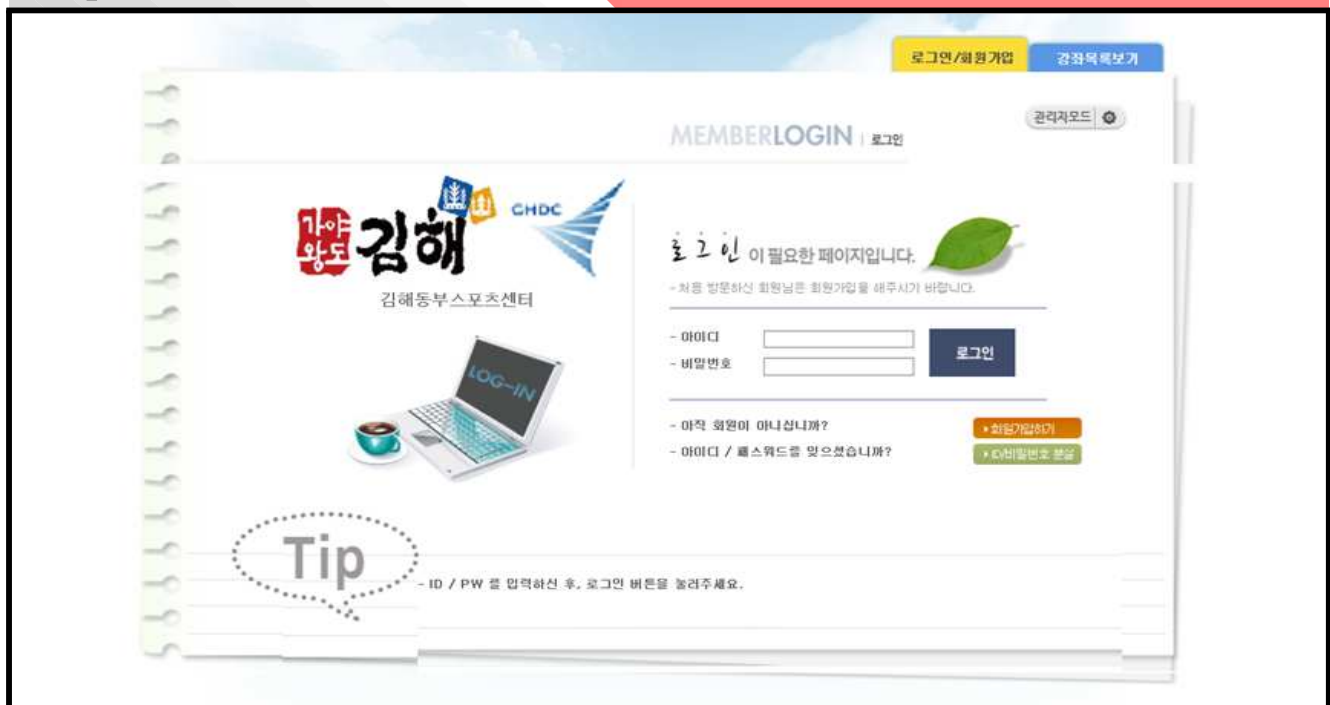 로그인/회원가입 강좌목록보기
관리자모드
MEMBERLOGIN | 로그인
가야
왕도
김해
GHDC
김해동부스포츠센터
로그인 이 필요한 페이지입니다.
- 처음 방문하신 회원님은 회원가입을 해주시기 바랍니다.
- 아이디
- 비밀번호
로그인
LOG-IN
- 아직 회원이 아니십니까?
회원가입하기
- 아이디 / 패스워드를 잊으셨습니까?
ID/비밀번호 분실
Tip
- ID / PW 를 입력하신 후, 로그인 버튼을 눌러주세요.